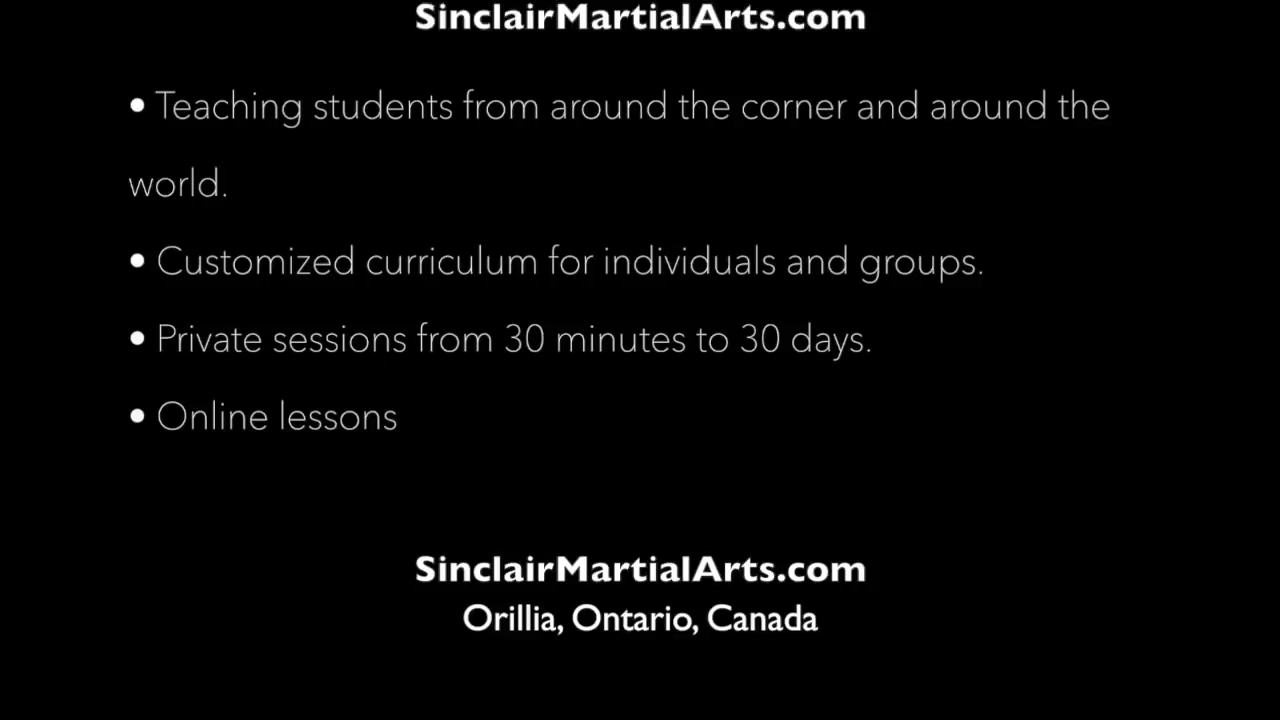 SinclairMartialArts.com
• Teaching students from around the corner and around the
world.
• Customized curriculum for individuals and groups.
• Private sessions from 30 minutes to 30 days.
• Online lessons
SinclairMartialArts.com
Orillia, Ontario, Canada